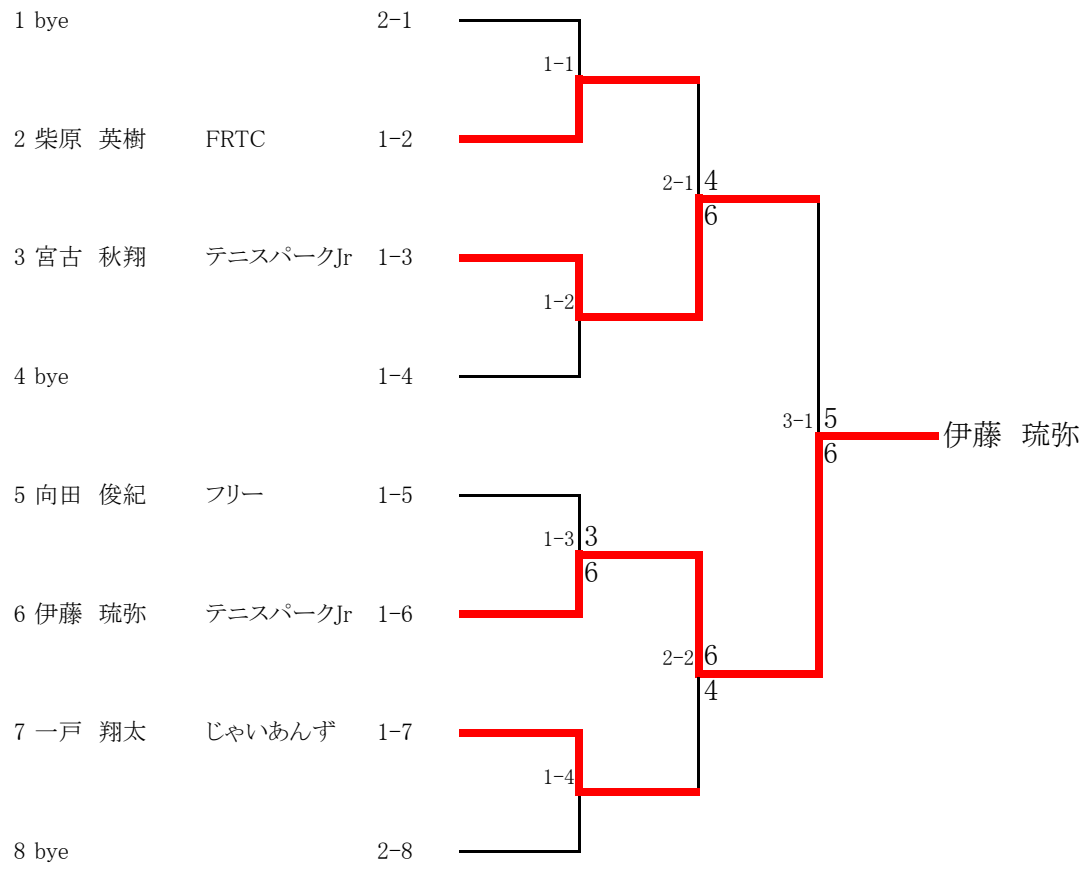 1 bye 2-1
1-1
2 柴原 英樹 FRTC 1-2
2-1 4
6
3 宮古 秋翔 テニスパークJr 1-3
1-2
4 bye 1-4
3-1 5
伊藤 琉弥
6
5 向田 俊紀 フリー 1-5
1-3 3
6
6 伊藤 琉弥 テニスパークJr 1-6
2-2 6
4
7 一戸 翔太 じゃいあんず 1-7
1-4
8 bye 2-8